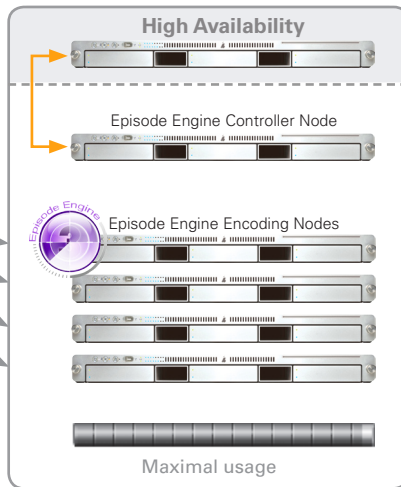 High Availability
Episode Engine Controller Node
Episode Engine
Episode Engine Encoding Nodes
Maximal usage